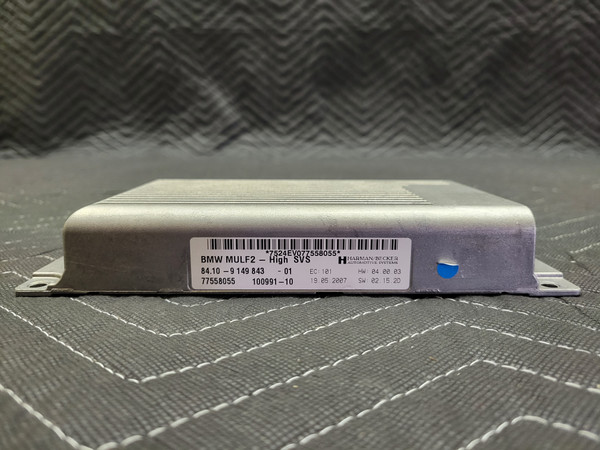 *7524EV077558055*
BMW MULF2 – High SVS
HARMAN/BECKER
AUTOMOTIVE SYSTEMS
84.10 – 9 149 843 – 01 EC: 101 HW: 04.00.03
77558055 100991–10 19.05.2007 SW: 02.15.20